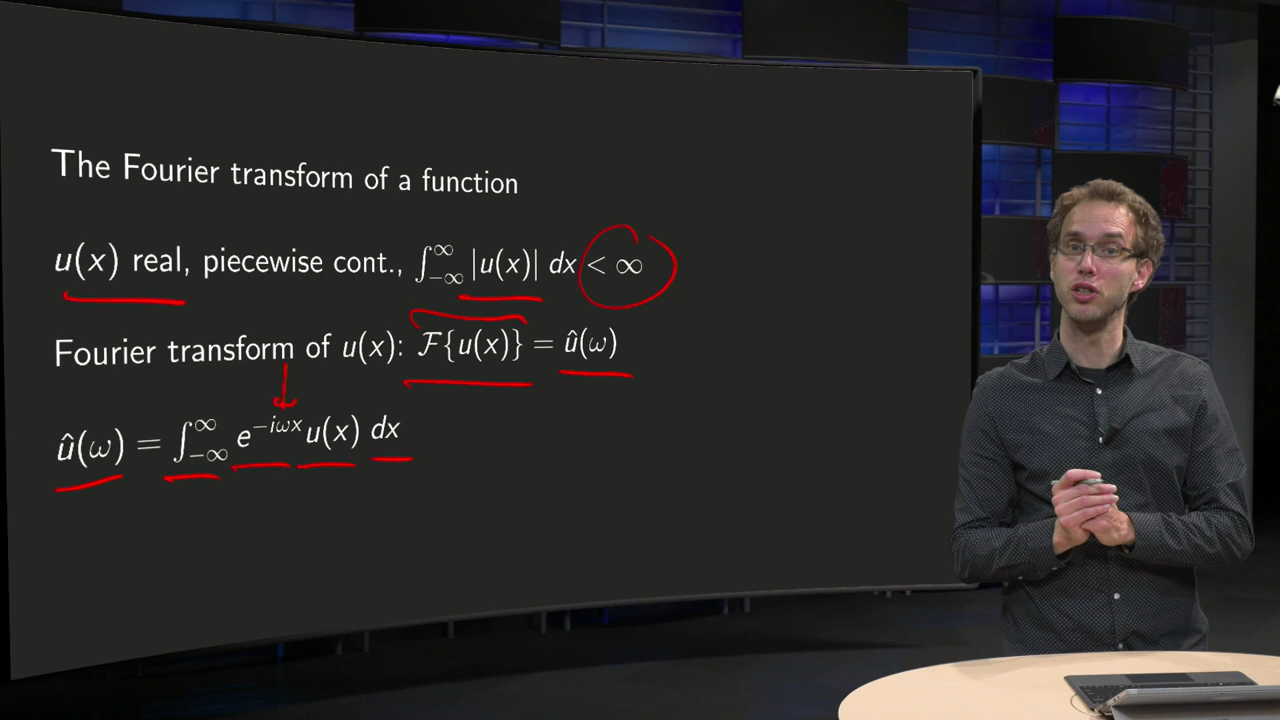 The Fourier transform of a function
u(x) real, piecewise cont., ∫_{-∞}^{∞} |u(x)| dx < ∞
Fourier transform of u(x): ℱ{u(x)} = û(ω)
û(ω) = ∫_{-∞}^{∞} e^{-iωx} u(x) dx